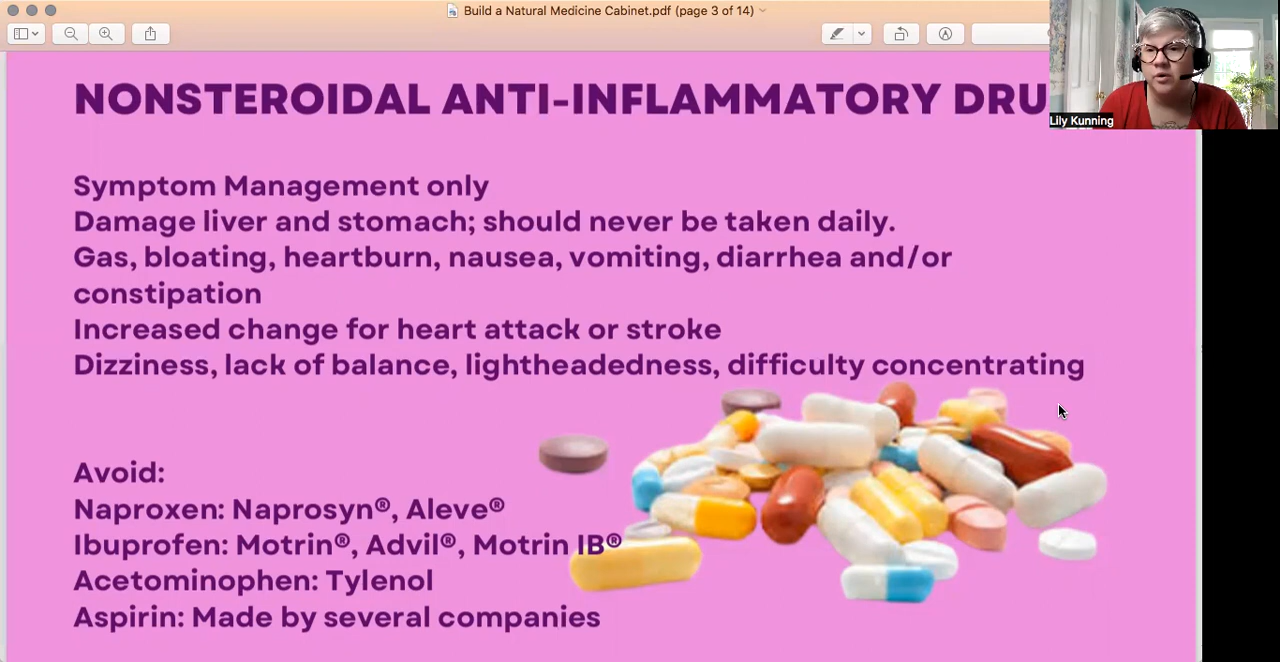 Build a Natural Medicine Cabinet.pdf (page 3 of 14)
NONSTEROIDAL ANTI-INFLAMMATORY DRU
Lily Kunning
Symptom Management only
Damage liver and stomach; should never be taken daily.
Gas, bloating, heartburn, nausea, vomiting, diarrhea and/or
constipation
Increased change for heart attack or stroke
Dizziness, lack of balance, lightheadedness, difficulty concentrating
Avoid:
Naproxen: Naprosyn®, Aleve®
Ibuprofen: Motrin®, Advil®, Motrin IB®
Acetominophen: Tylenol
Aspirin: Made by several companies